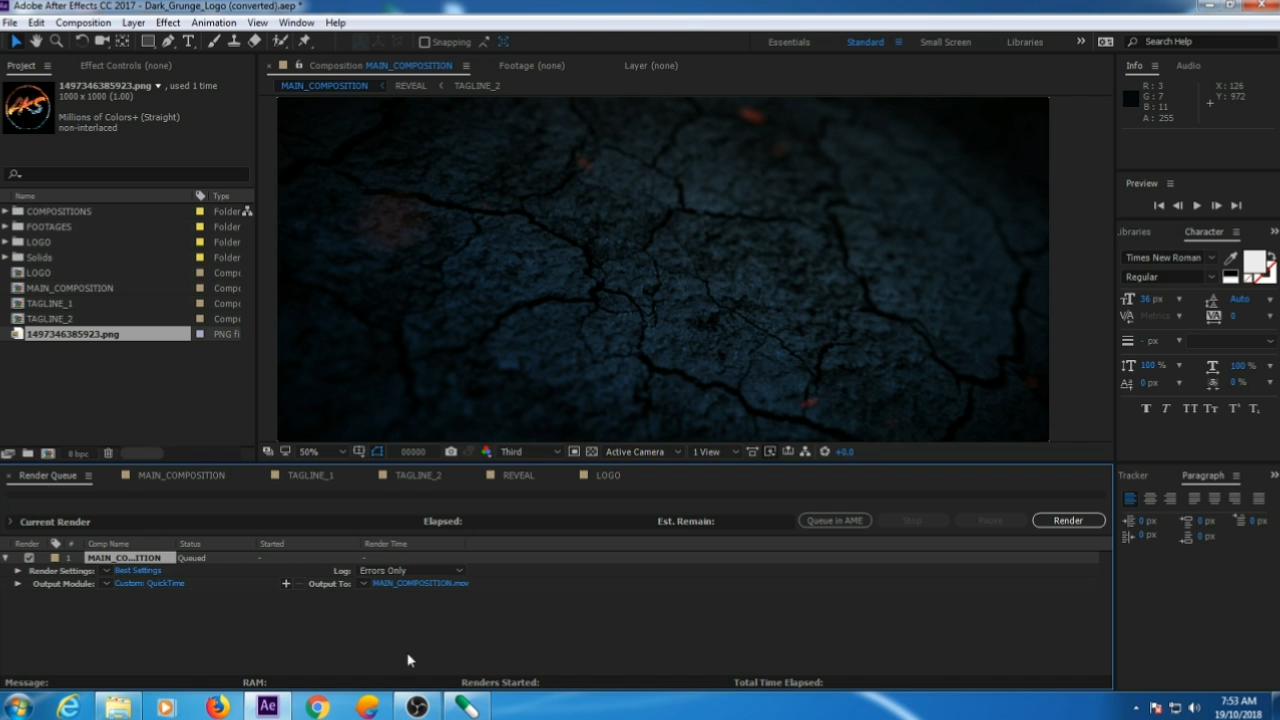 Adobe After Effects CC 2017 - Dark_Grunge_Logo (converted).aep *
File Edit Composition Layer Effect Animation View Window Help
Snapping Essentials Standard Small Screen Libraries Search Help
Project Effect Controls (none) Composition MAIN_COMPOSITION Footage (none) Layer (none) Info Audio
MAIN_COMPOSITION REVEAL TAGLINE_2
1497346385923.png , used 1 time
1000 x 1000 (1.00)
Millions of Colors+ (Straight)
non-interlaced
R : 3 X : 126
G : 7 Y : 972
B : 11
A : 255
Name Type
COMPOSITIONS Folder
FOOTAGES Folder
LOGO Folder
Solids Folder
LOGO Compo
MAIN_COMPOSITION Compo
TAGLINE_1 Compo
TAGLINE_2 Compo
1497346385923.png PNG fi
Preview
Libraries Character
Times New Roman
Regular
36 px Auto
Metrics 0
- px
100 % 100 %
0 px 0 %
8 bpc 50% 00000 Third Active Camera 1 View +0.0
Render Queue MAIN_COMPOSITION TAGLINE_1 TAGLINE_2 REVEAL LOGO
Tracker Paragraph
0 px 0 px 0 px
0 px 0 px
Current Render Elapsed: Est. Remain: Queue in AME Stop Pause Render
Render # Comp Name Status Started Render Time
1 MAIN_CO...ITION Queued - -
Render Settings: Best Settings Log: Errors Only
Output Module: Custom: QuickTime Output To: MAIN_COMPOSITION.mov
Message: RAM: Renders Started: Total Time Elapsed:
Ae
7:53 AM
19/10/2018